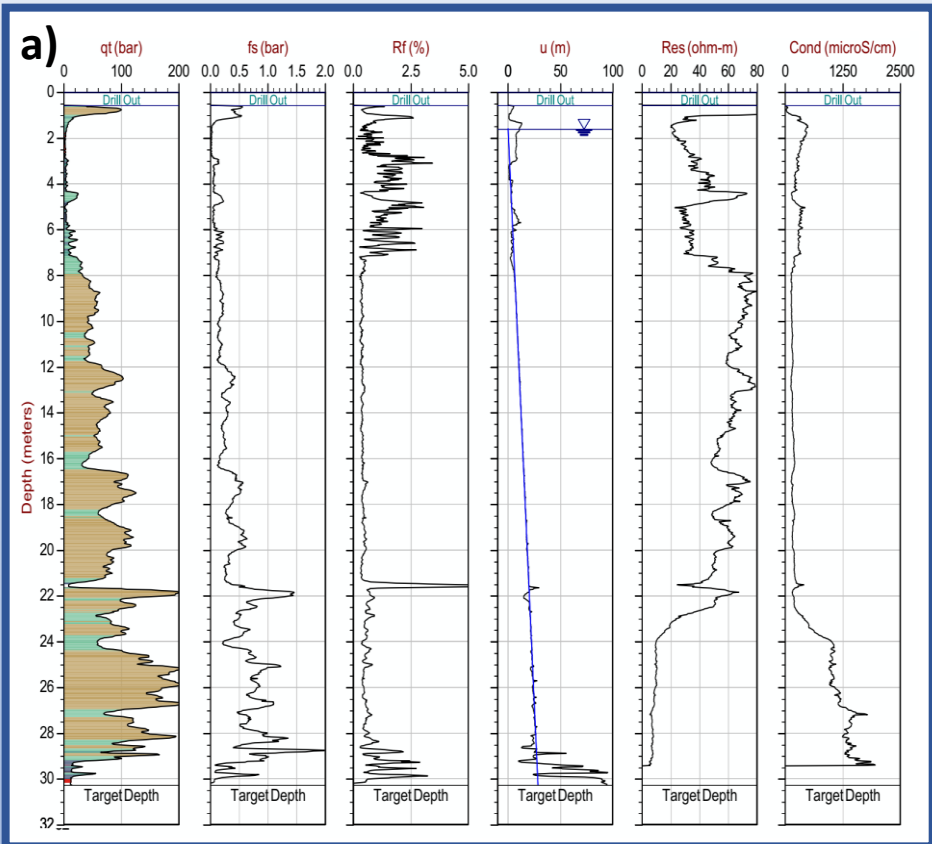 a)
qt (bar) fs (bar) Rf (%) u (m) Res (ohm-m) Cond (microS/cm)
0 100 200 0.0 0.5 1.0 1.5 2.0 0.0 2.5 5.0 0 50 100 0 20 40 60 80 0 1250 2500
0
Drill Out Drill Out Drill Out Drill Out Drill Out Drill Out
2
4
6
8
10
12
14
16
Depth (meters)
18
20
22
24
26
28
30
Target Depth Target Depth Target Depth Target Depth Target Depth Target Depth
32